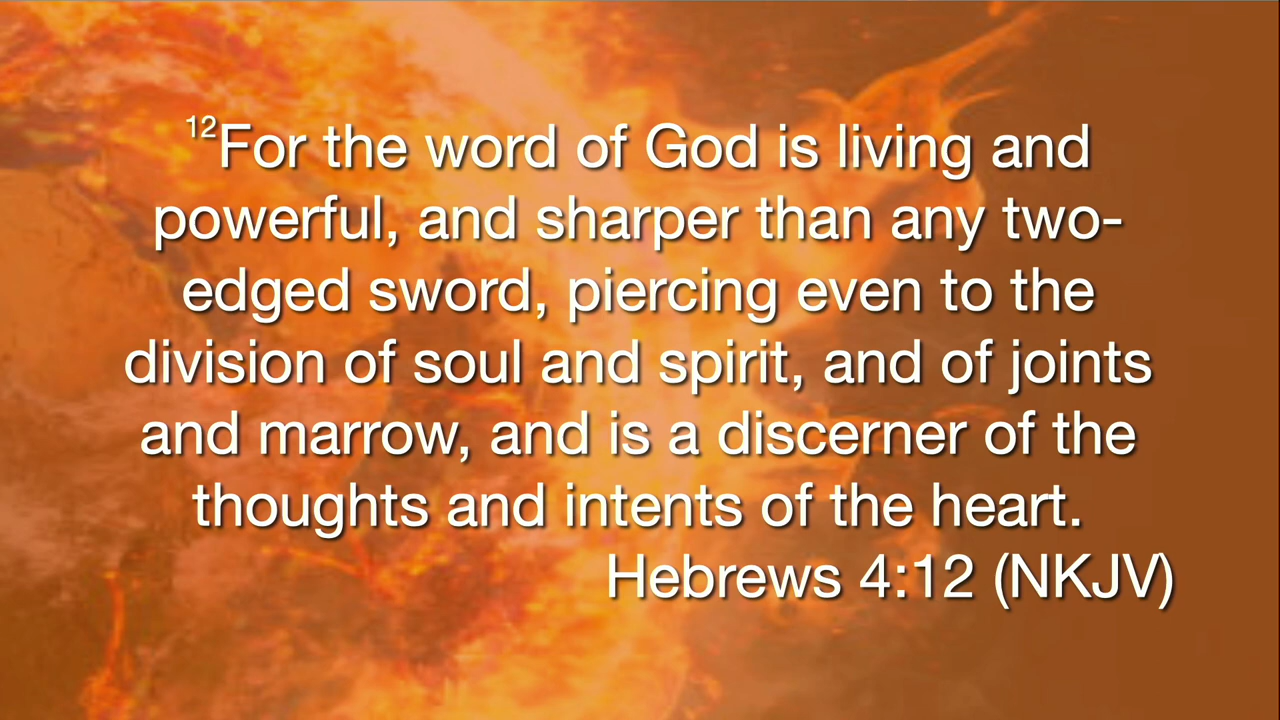 ¹²For the word of God is living and
powerful, and sharper than any two-
edged sword, piercing even to the
division of soul and spirit, and of joints
and marrow, and is a discerner of the
thoughts and intents of the heart.
Hebrews 4:12 (NKJV)